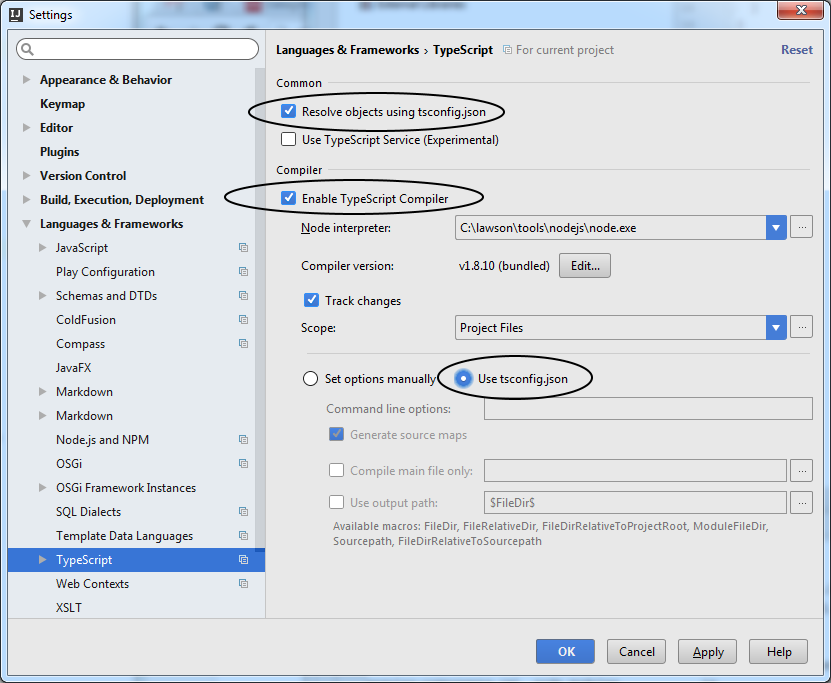 Settings
Appearance & Behavior
Keymap
Editor
Plugins
Version Control
Build, Execution, Deployment
Languages & Frameworks
JavaScript
Play Configuration
Schemas and DTDs
ColdFusion
Compass
JavaFX
Markdown
Markdown
Node.js and NPM
OSGi
OSGi Framework Instances
SQL Dialects
Template Data Languages
TypeScript
Web Contexts
XSLT
Languages & Frameworks › TypeScript For current project Reset
Common
Resolve objects using tsconfig.json
Use TypeScript Service (Experimental)
Compiler
Enable TypeScript Compiler
Node interpreter: C:\lawson\tools\nodejs\node.exe ...
Compiler version: v1.8.10 (bundled) Edit...
Track changes
Scope: Project Files ...
Set options manually Use tsconfig.json
Command line options:
Generate source maps
Compile main file only: ...
Use output path: $FileDir$ ...
Available macros: FileDir, FileRelativeDir, FileDirRelativeToProjectRoot, ModuleFileDir,
Sourcepath, FileDirRelativeToSourcepath
OK Cancel Apply Help